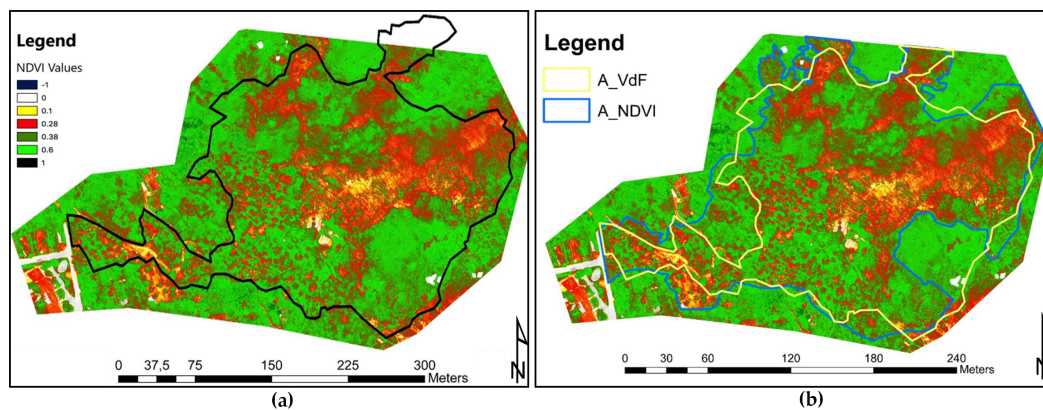 Legend
NDVI Values
-1
0
0.1
0.28
0.38
0.6
1
N
0 37,5 75 150 225 300
Meters
(a)
Legend
A_VdF
A_NDVI
N
0 30 60 120 180 240
Meters
(b)